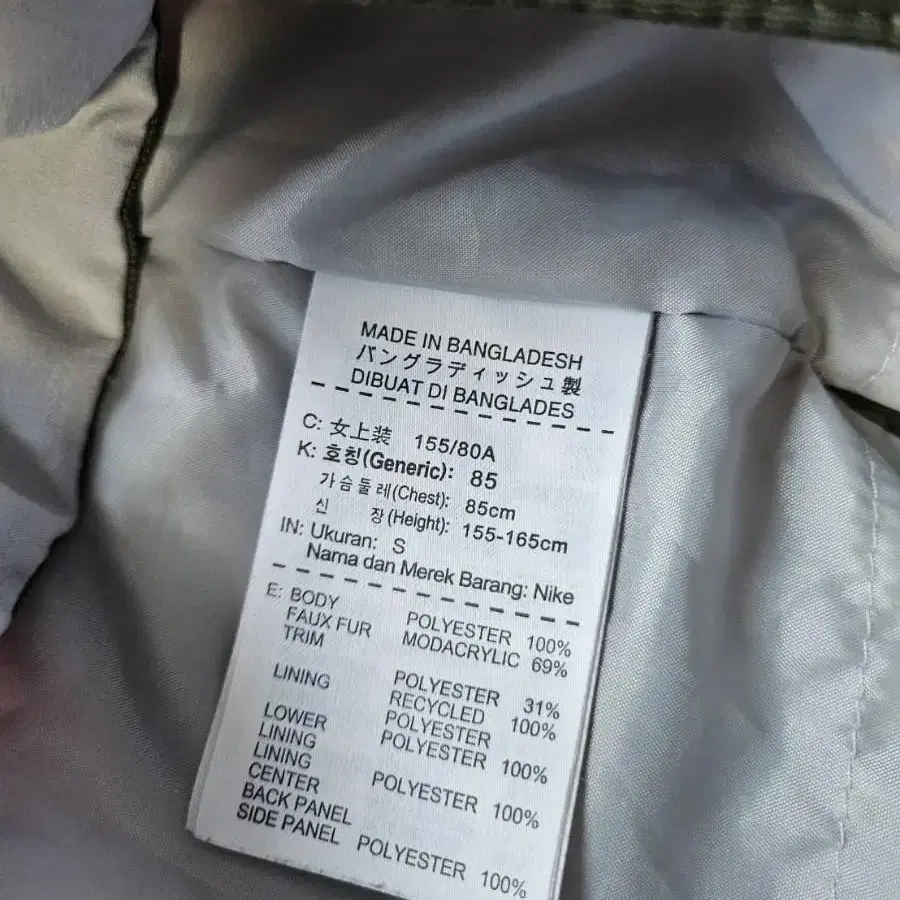 MADE IN BANGLADESH
バングラディッシュ製
DIBUAT DI BANGLADES
C: 女上装 155/80A
K: 호칭(Generic): 85
가슴둘레(Chest): 85cm
신 장(Height): 155-165cm
IN: Ukuran: S
Nama dan Merek Barang: Nike
E: BODY POLYESTER 100%
FAUX FUR MODACRYLIC 69%
TRIM
POLYESTER 31%
LINING RECYCLED 100%
POLYESTER
LOWER POLYESTER 100%
LINING
LINING POLYESTER 100%
CENTER
BACK PANEL
SIDE PANEL POLYESTER 100%